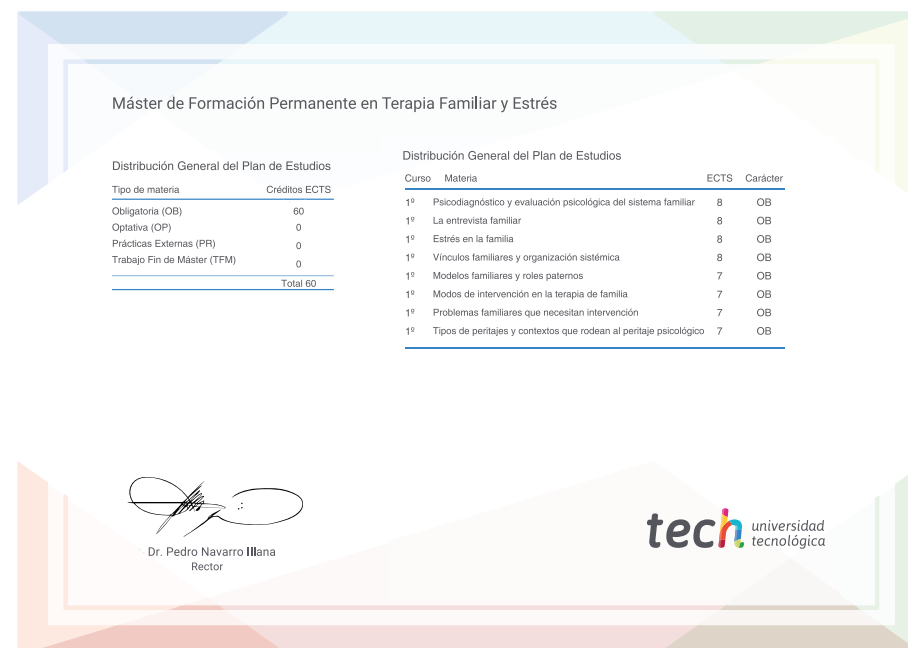 Máster de Formación Permanente en Terapia Familiar y Estrés
Distribución General del Plan de Estudios
Tipo de materia Créditos ECTS
Obligatoria (OB) 60
Optativa (OP) 0
Prácticas Externas (PR) 0
Trabajo Fin de Máster (TFM) 0
Total 60
Distribución General del Plan de Estudios
Curso Materia ECTS Carácter
1º Psicodiagnóstico y evaluación psicológica del sistema familiar 8 OB
1º La entrevista familiar 8 OB
1º Estrés en la familia 8 OB
1º Vínculos familiares y organización sistémica 8 OB
1º Modelos familiares y roles paternos 7 OB
1º Modos de intervención en la terapia de familia 7 OB
1º Problemas familiares que necesitan intervención 7 OB
1º Tipos de peritajes y contextos que rodean al peritaje psicológico 7 OB
Dr. Pedro Navarro Illana
Rector
tech universidad
tecnológica